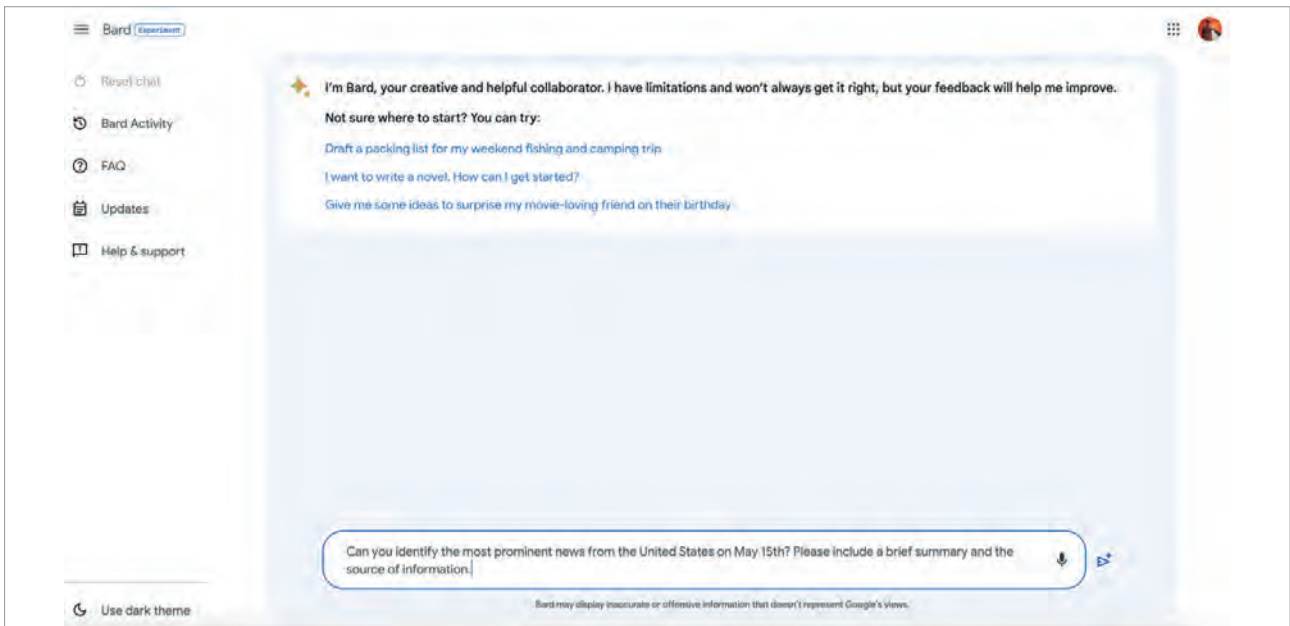 Bard Experiment
Reset chat
Bard Activity
FAQ
Updates
Help & support
I'm Bard, your creative and helpful collaborator. I have limitations and won't always get it right, but your feedback will help me improve.
Not sure where to start? You can try:
Draft a packing list for my weekend fishing and camping trip
I want to write a novel. How can I get started?
Give me some ideas to surprise my movie-loving friend on their birthday
Can you identify the most prominent news from the United States on May 15th? Please include a brief summary and the
source of information.
Bard may display inaccurate or offensive information that doesn't represent Google's views.
Use dark theme